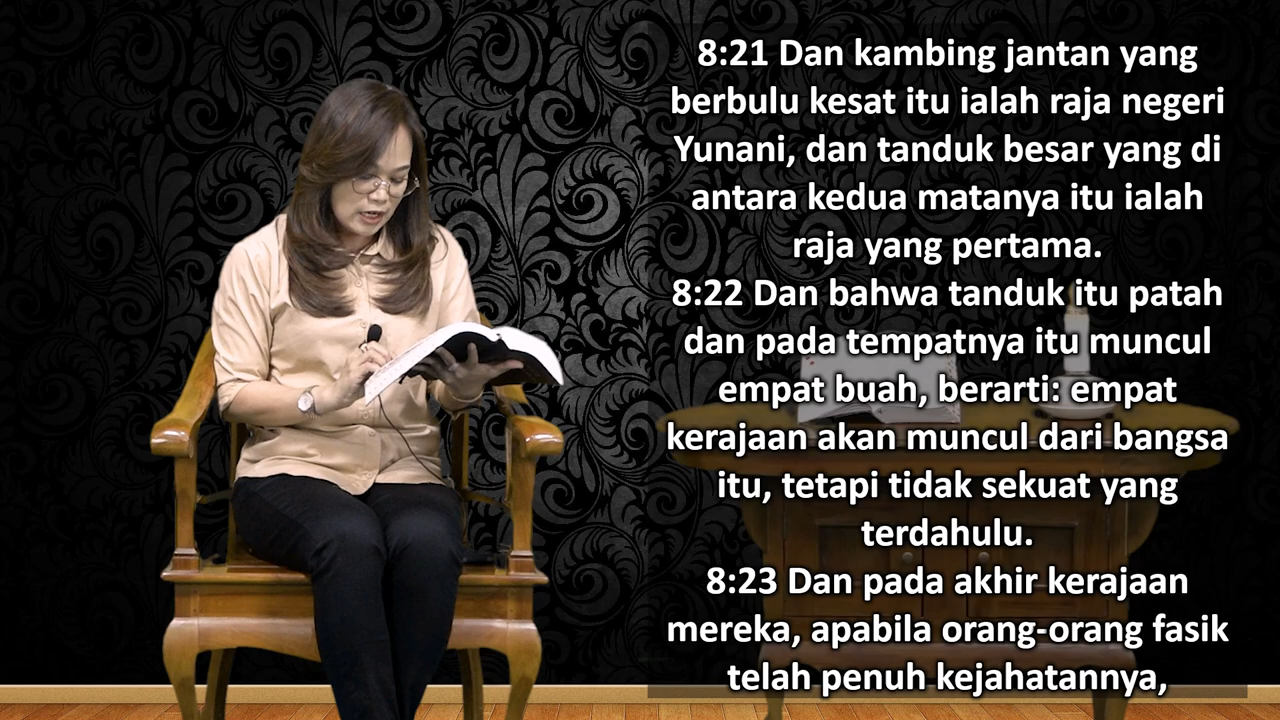 8:21 Dan kambing jantan yang
berbulu kesat itu ialah raja negeri
Yunani, dan tanduk besar yang di
antara kedua matanya itu ialah
raja yang pertama.
8:22 Dan bahwa tanduk itu patah
dan pada tempatnya itu muncul
empat buah, berarti: empat
kerajaan akan muncul dari bangsa
itu, tetapi tidak sekuat yang
terdahulu.
8:23 Dan pada akhir kerajaan
mereka, apabila orang-orang fasik
telah penuh kejahatannya,